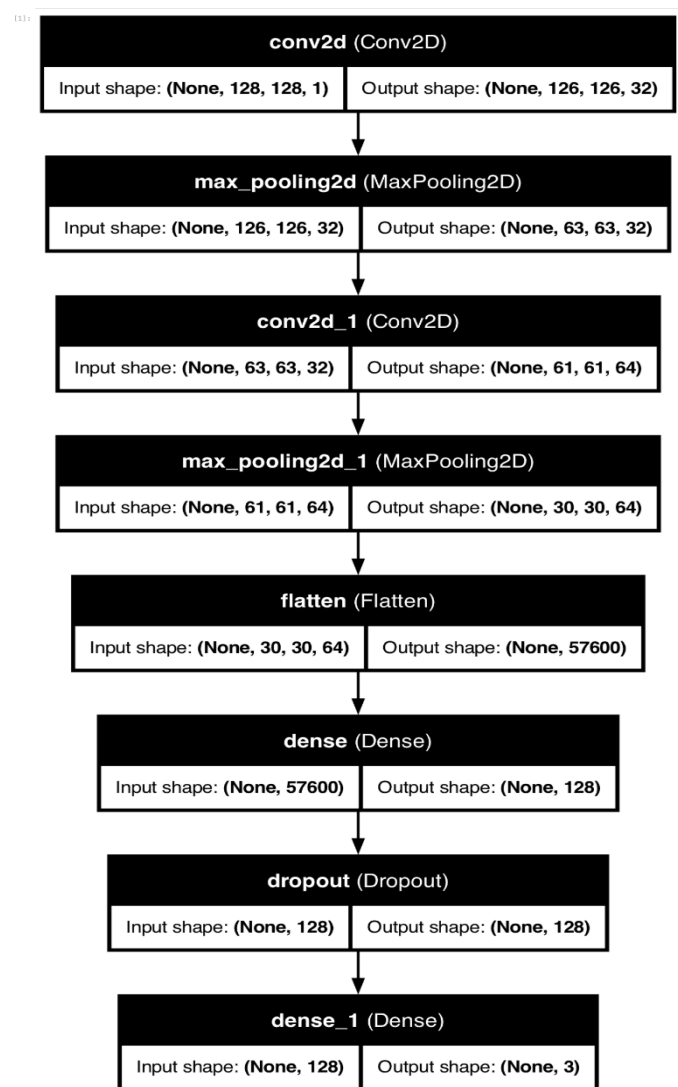 [1]:
conv2d (Conv2D)
Input shape: (None, 128, 128, 1) Output shape: (None, 126, 126, 32)
max_pooling2d (MaxPooling2D)
Input shape: (None, 126, 126, 32) Output shape: (None, 63, 63, 32)
conv2d_1 (Conv2D)
Input shape: (None, 63, 63, 32) Output shape: (None, 61, 61, 64)
max_pooling2d_1 (MaxPooling2D)
Input shape: (None, 61, 61, 64) Output shape: (None, 30, 30, 64)
flatten (Flatten)
Input shape: (None, 30, 30, 64) Output shape: (None, 57600)
dense (Dense)
Input shape: (None, 57600) Output shape: (None, 128)
dropout (Dropout)
Input shape: (None, 128) Output shape: (None, 128)
dense_1 (Dense)
Input shape: (None, 128) Output shape: (None, 3)